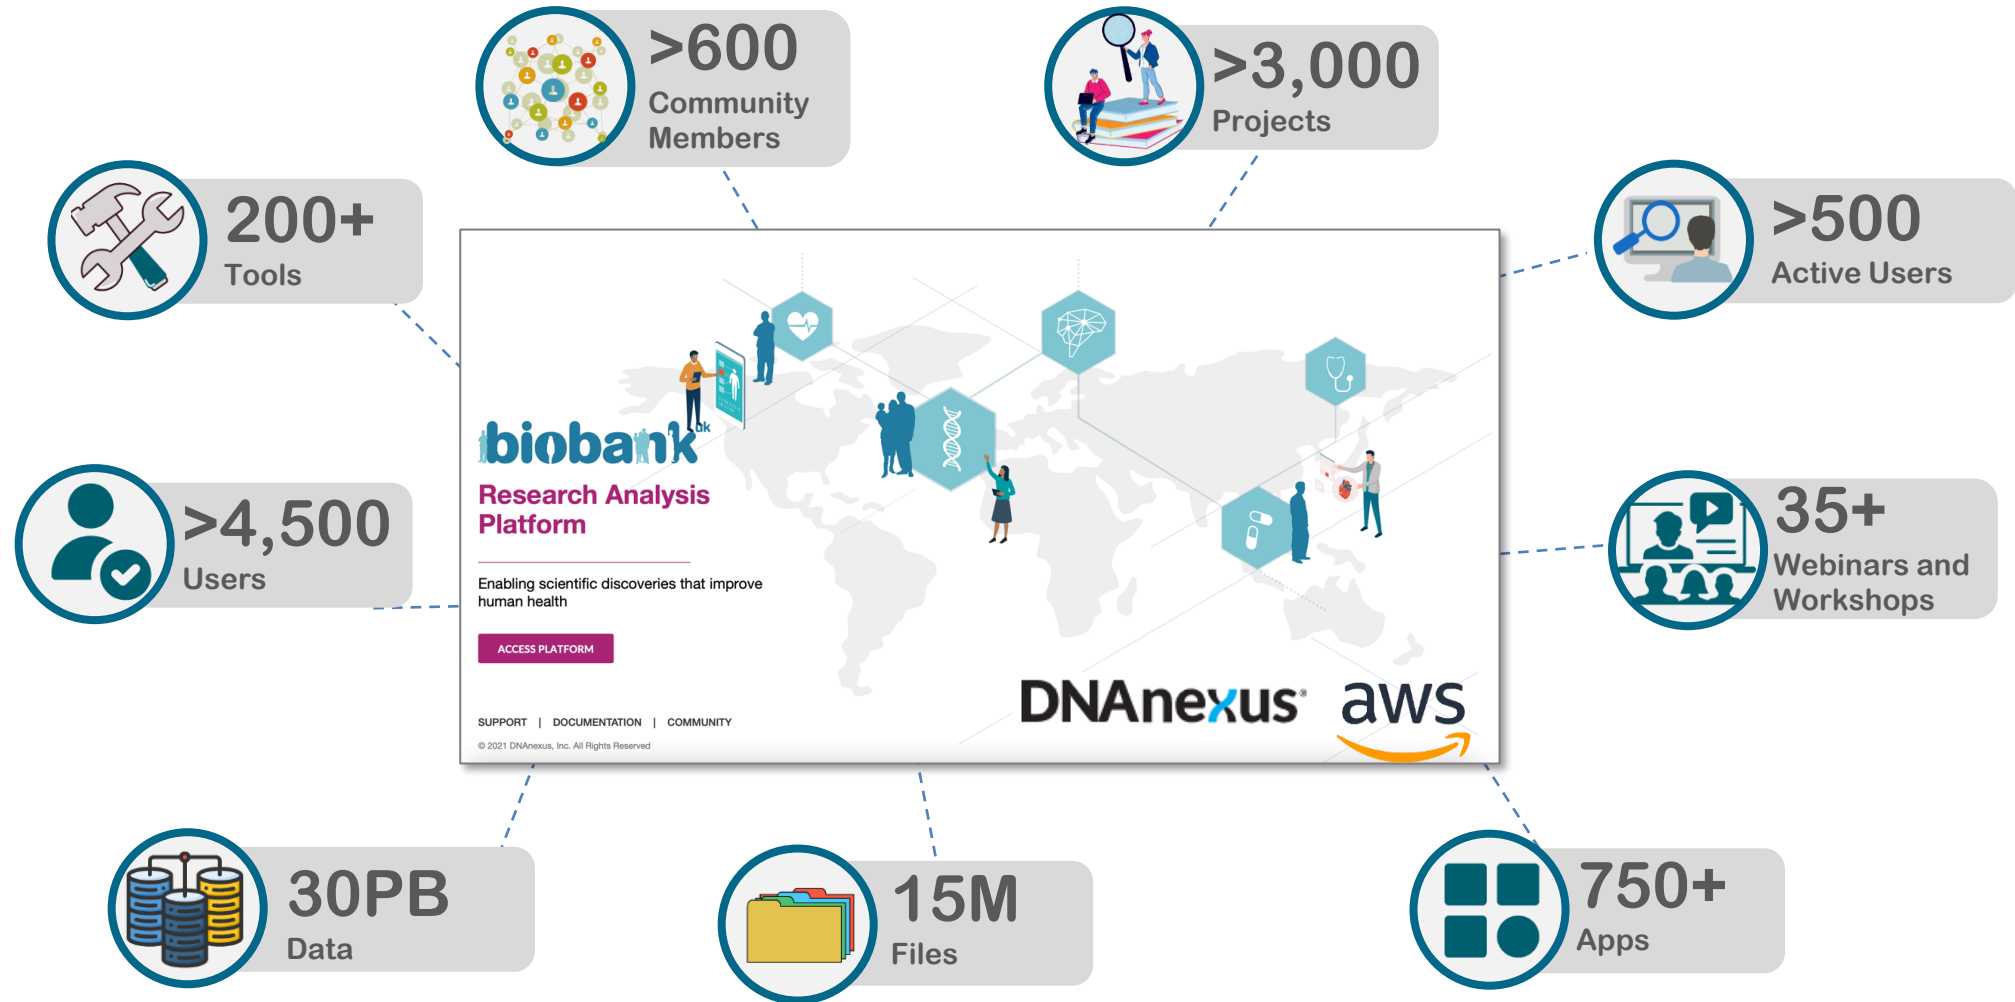 >600
Community
Members
>3,000
Projects
200+
Tools
>500
Active Users
>4,500
Users
35+
Webinars and
Workshops
biobank uk
Research Analysis
Platform
Enabling scientific discoveries that improve
human health
ACCESS PLATFORM
DNAnexus®
aws
SUPPORT | DOCUMENTATION | COMMUNITY
© 2021 DNAnexus, Inc. All Rights Reserved
30PB
Data
15M
Files
750+
Apps